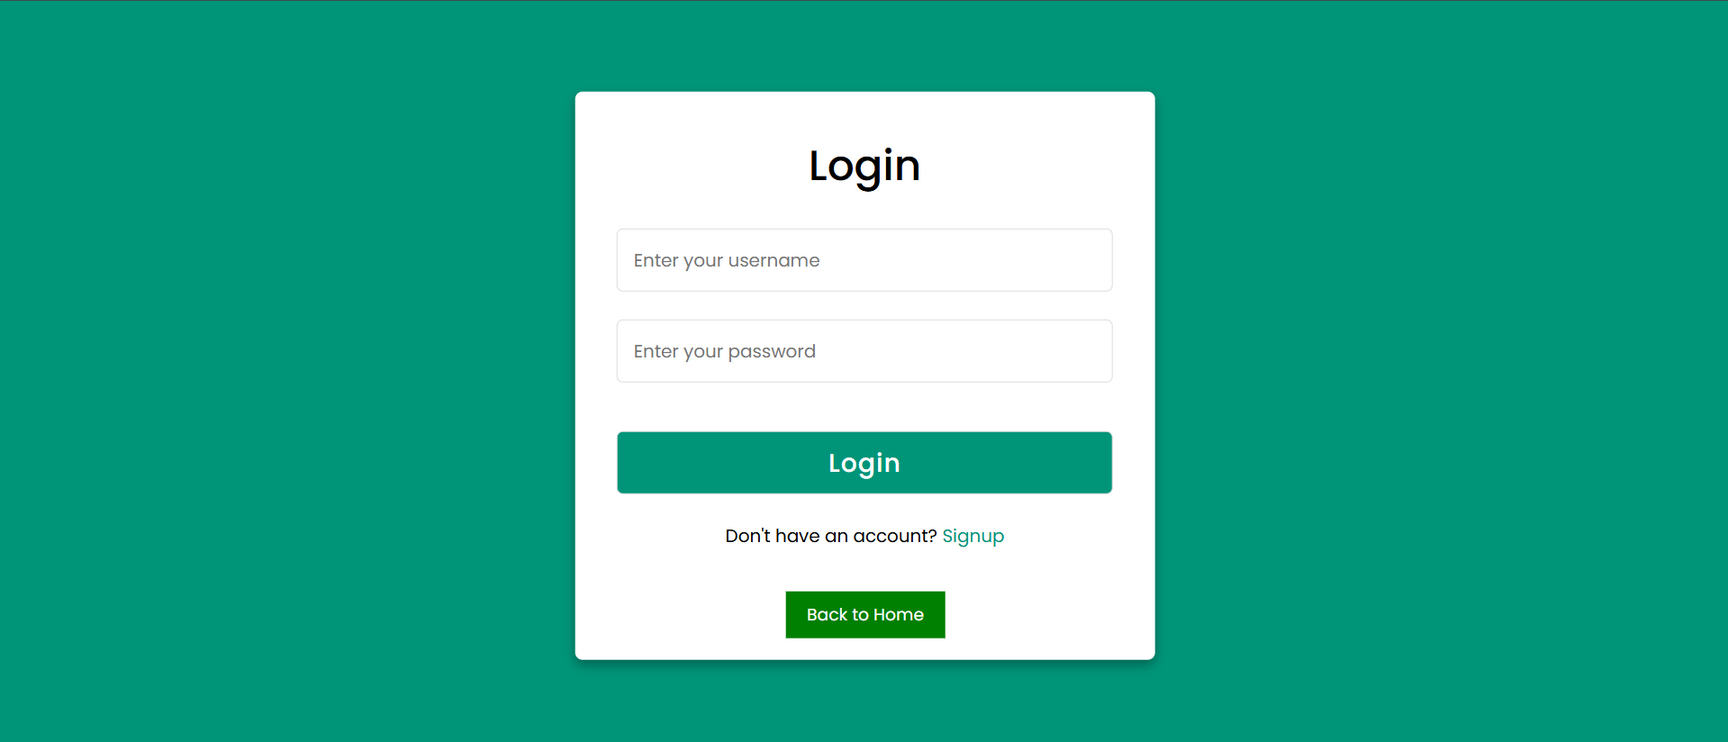 Login
Enter your username
Enter your password
Login
Don't have an account? Signup
Back to Home